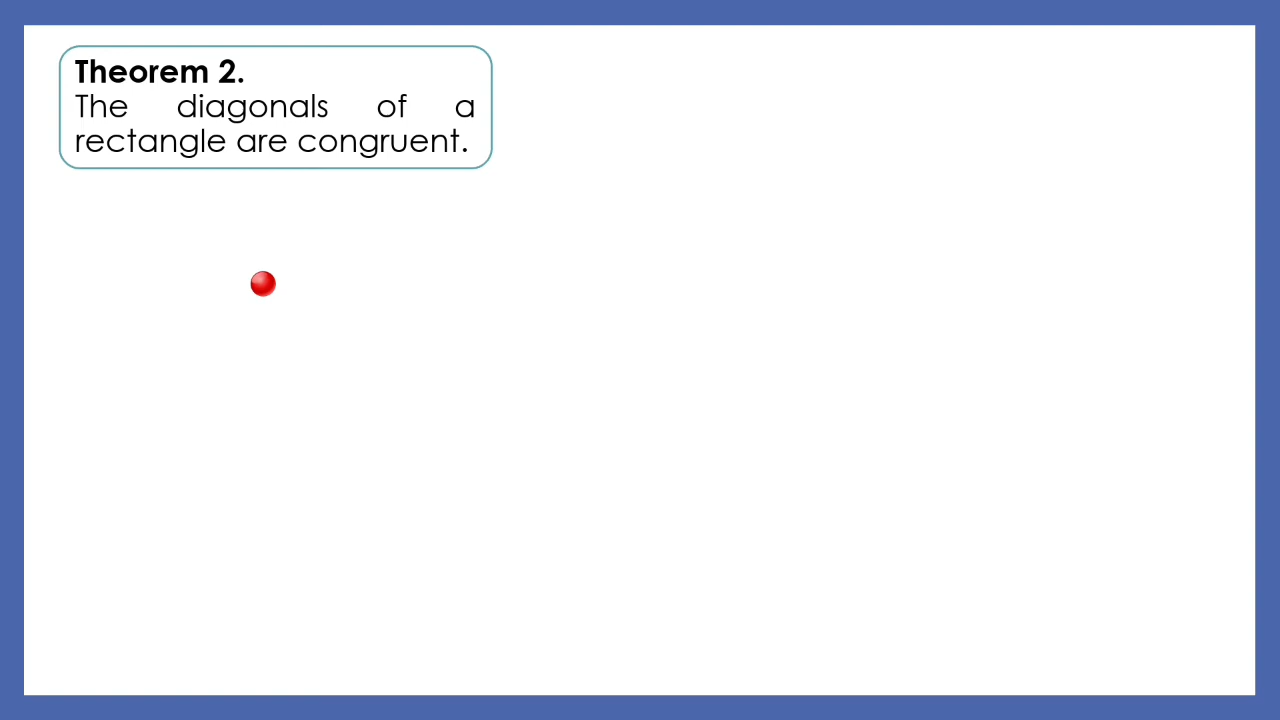 Theorem 2.
The diagonals of a
rectangle are congruent.